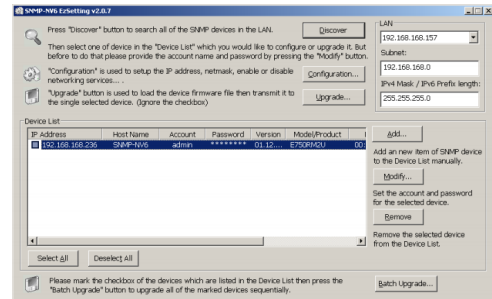 SNMP-NV6 EzSetting v2.0.7
Press "Discover" button to search all of the SNMP devices in the LAN.
Discover
Then select one of device in the "Device List" which you would like to configure or upgrade it. But
before to do that please provide the account name and password by pressing the "Modify" button.
"Configuration" is used to setup the IP address, netmask, enable or disable
networking services... .
Configuration...
"Upgrade" button is used to load the device firmware file then transmit it to
the single selected device. (Ignore the checkbox)
Upgrade...
LAN
192.168.168.157
Subnet:
192.168.168.0
IPv4 Mask / IPv6 Prefix length:
255.255.255.0
Device List
IP Address Host Name Account Password Version Model/Product
192.168.168.236 SNMP-NV6 admin ******** 01.12.... E750RM2U 00:
Add...
Add an new item of SNMP device
to the Device List manually.
Modify...
Set the account and password
for the selected device.
Remove
Remove the selected device
from the Device List.
Select All Deselect All
Please mark the checkbox of the devices which are listed in the Device List then press the
"Batch Upgrade" button to upgrade all of the marked devices sequentially.
Batch Upgrade...